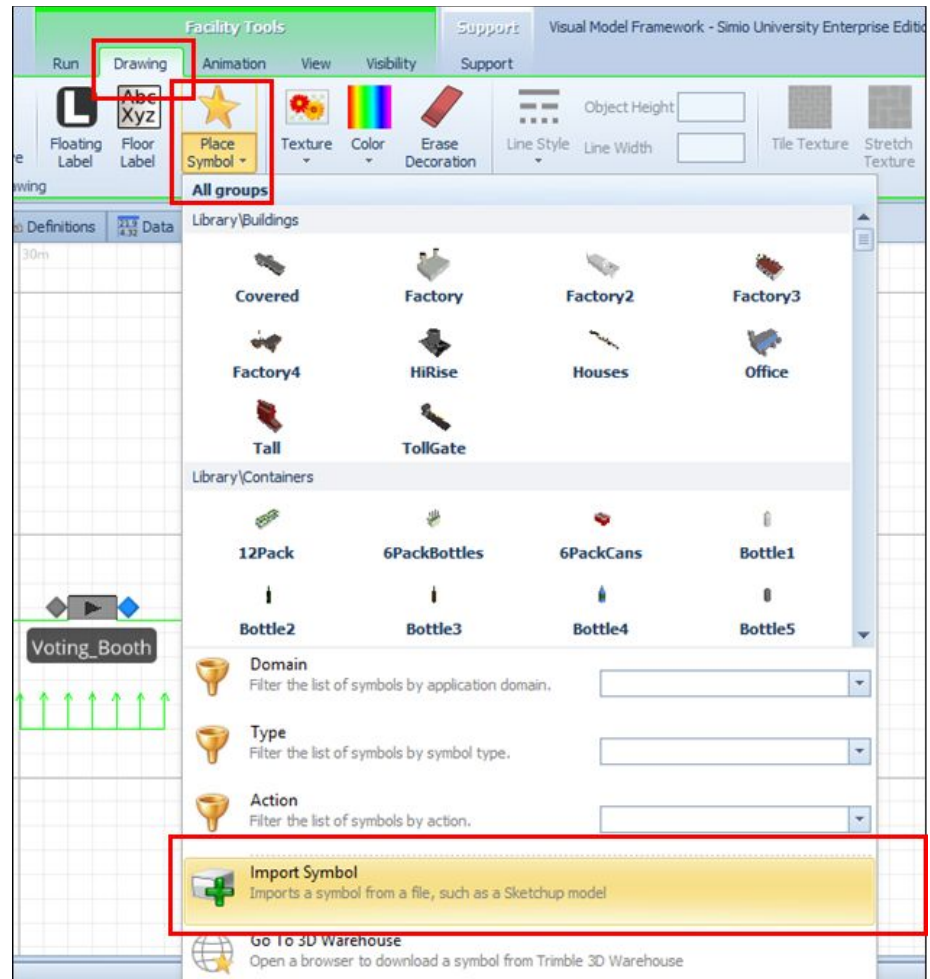 Facility Tools
Support
Visual Model Framework - Simio University Enterprise Editio
Run
Drawing
Animation
View
Visibility
Support
L
Abc
Xyz
Floating
Label
Floor
Label
Place
Symbol
Texture
Color
Erase
Decoration
Line Style
Object Height
Line Width
Tile Texture
Stretch
Texture
awing
All groups
Definitions
Data
30m
Library\Buildings
Covered
Factory
Factory2
Factory3
Factory4
HiRise
Houses
Office
Tall
TollGate
Library\Containers
12Pack
6PackBottles
6PackCans
Bottle1
Bottle2
Bottle3
Bottle4
Bottle5
Voting_Booth
Domain
Filter the list of symbols by application domain.
Type
Filter the list of symbols by symbol type.
Action
Filter the list of symbols by action.
Import Symbol
Imports a symbol from a file, such as a Sketchup model
Go To 3D Warehouse
Open a browser to download a symbol from Trimble 3D Warehouse